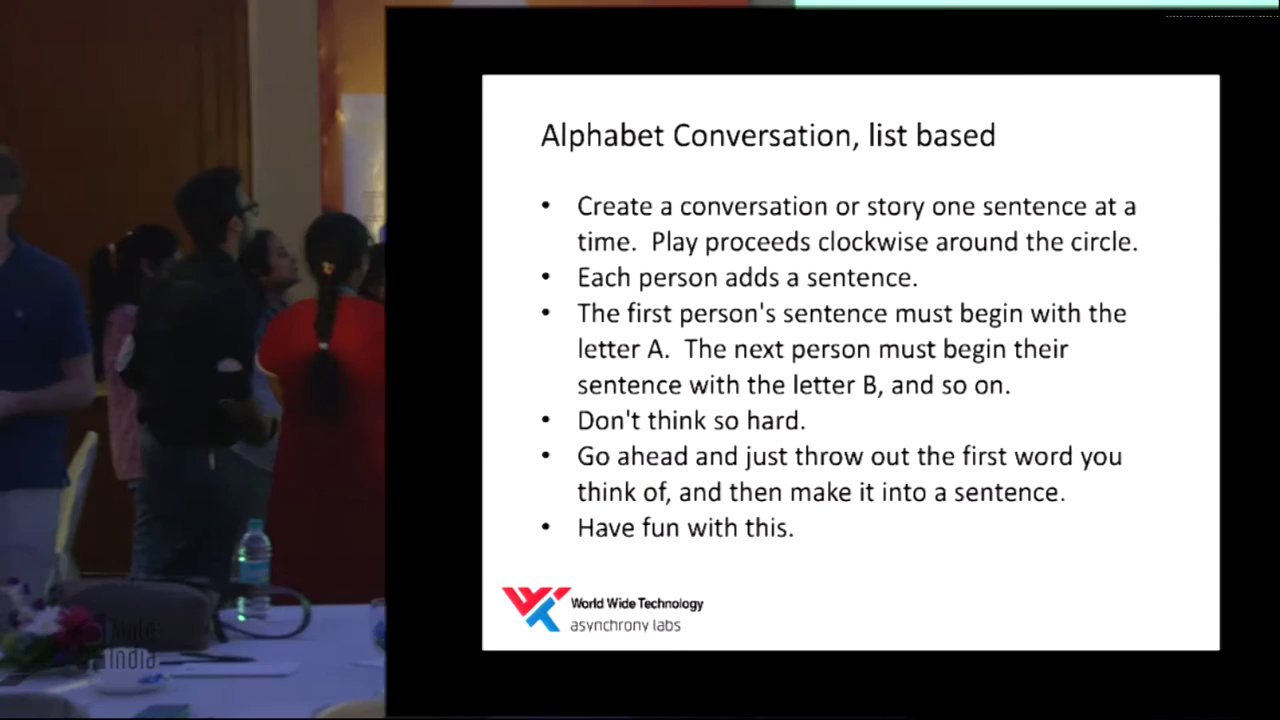 Alphabet Conversation, list based
• Create a conversation or story one sentence at a
time. Play proceeds clockwise around the circle.
• Each person adds a sentence.
• The first person's sentence must begin with the
letter A. The next person must begin their
sentence with the letter B, and so on.
• Don't think so hard.
• Go ahead and just throw out the first word you
think of, and then make it into a sentence.
• Have fun with this.
World Wide Technology
asynchrony labs
Agile
India